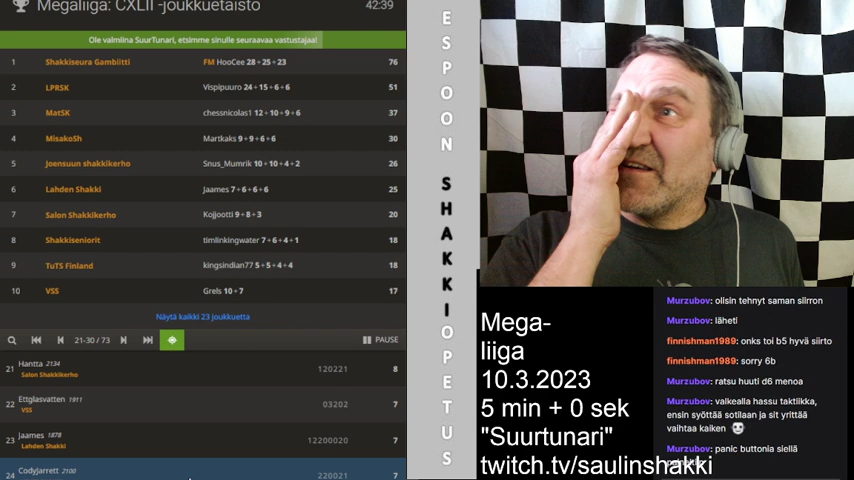 Megaliiga: CXLII -joukkuetaisto 42:39
Ole valmiina SuurTunari, etsimme sinulle seuraavaa vastustajaa!
1 Shakkiseura Gambiitti FM HooCee 28+25+23 76
2 LPRSK Vispipuuro 24+15+6+6 51
3 MatSK chessnicolas1 12+10+9+6 37
4 MisakoSh Martkaks 9+9+6+6 30
5 Joensuun shakkikerho Snus_Mumrik 10+10+4+2 26
6 Lahden Shakki Jaames 7+6+6+6 25
7 Salon Shakkikerho Kojjootti 9+8+3 20
8 Shakkiseniorit timlinkingwater 7+6+4+1 18
9 TuTS Finland kingsindian77 5+5+4+4 18
10 VSS Grels 10+7 17
Näytä kaikki 23 joukkuetta
21-30 / 73 PAUSE
21 Hantta 2134 120221 8
Salon Shakkikerho
22 Ettglasvatten 1911 03202 7
VSS
23 Jaames 1878 12200020 7
Lahden Shakki
24 CodyJarrett 2100 220021 7
ESPOON SHAKKIOPETUS
Mega-
liiga
10.3.2023
5 min + 0 sek
"Suurtunari"
twitch.tv/saulinshakki
Murzubov: olisin tehnyt saman siirron
Murzubov: läheti
finnishman1989: onks toi b5 hyvä siirto
finnishman1989: sorry 6b
Murzubov: ratsu huuti d6 menoa
Murzubov: valkealla hassu taktiikka,
ensin syöttää sotilaan ja sit yrittää
vaihtaa kaiken
Murzubov: panic buttonia siellä